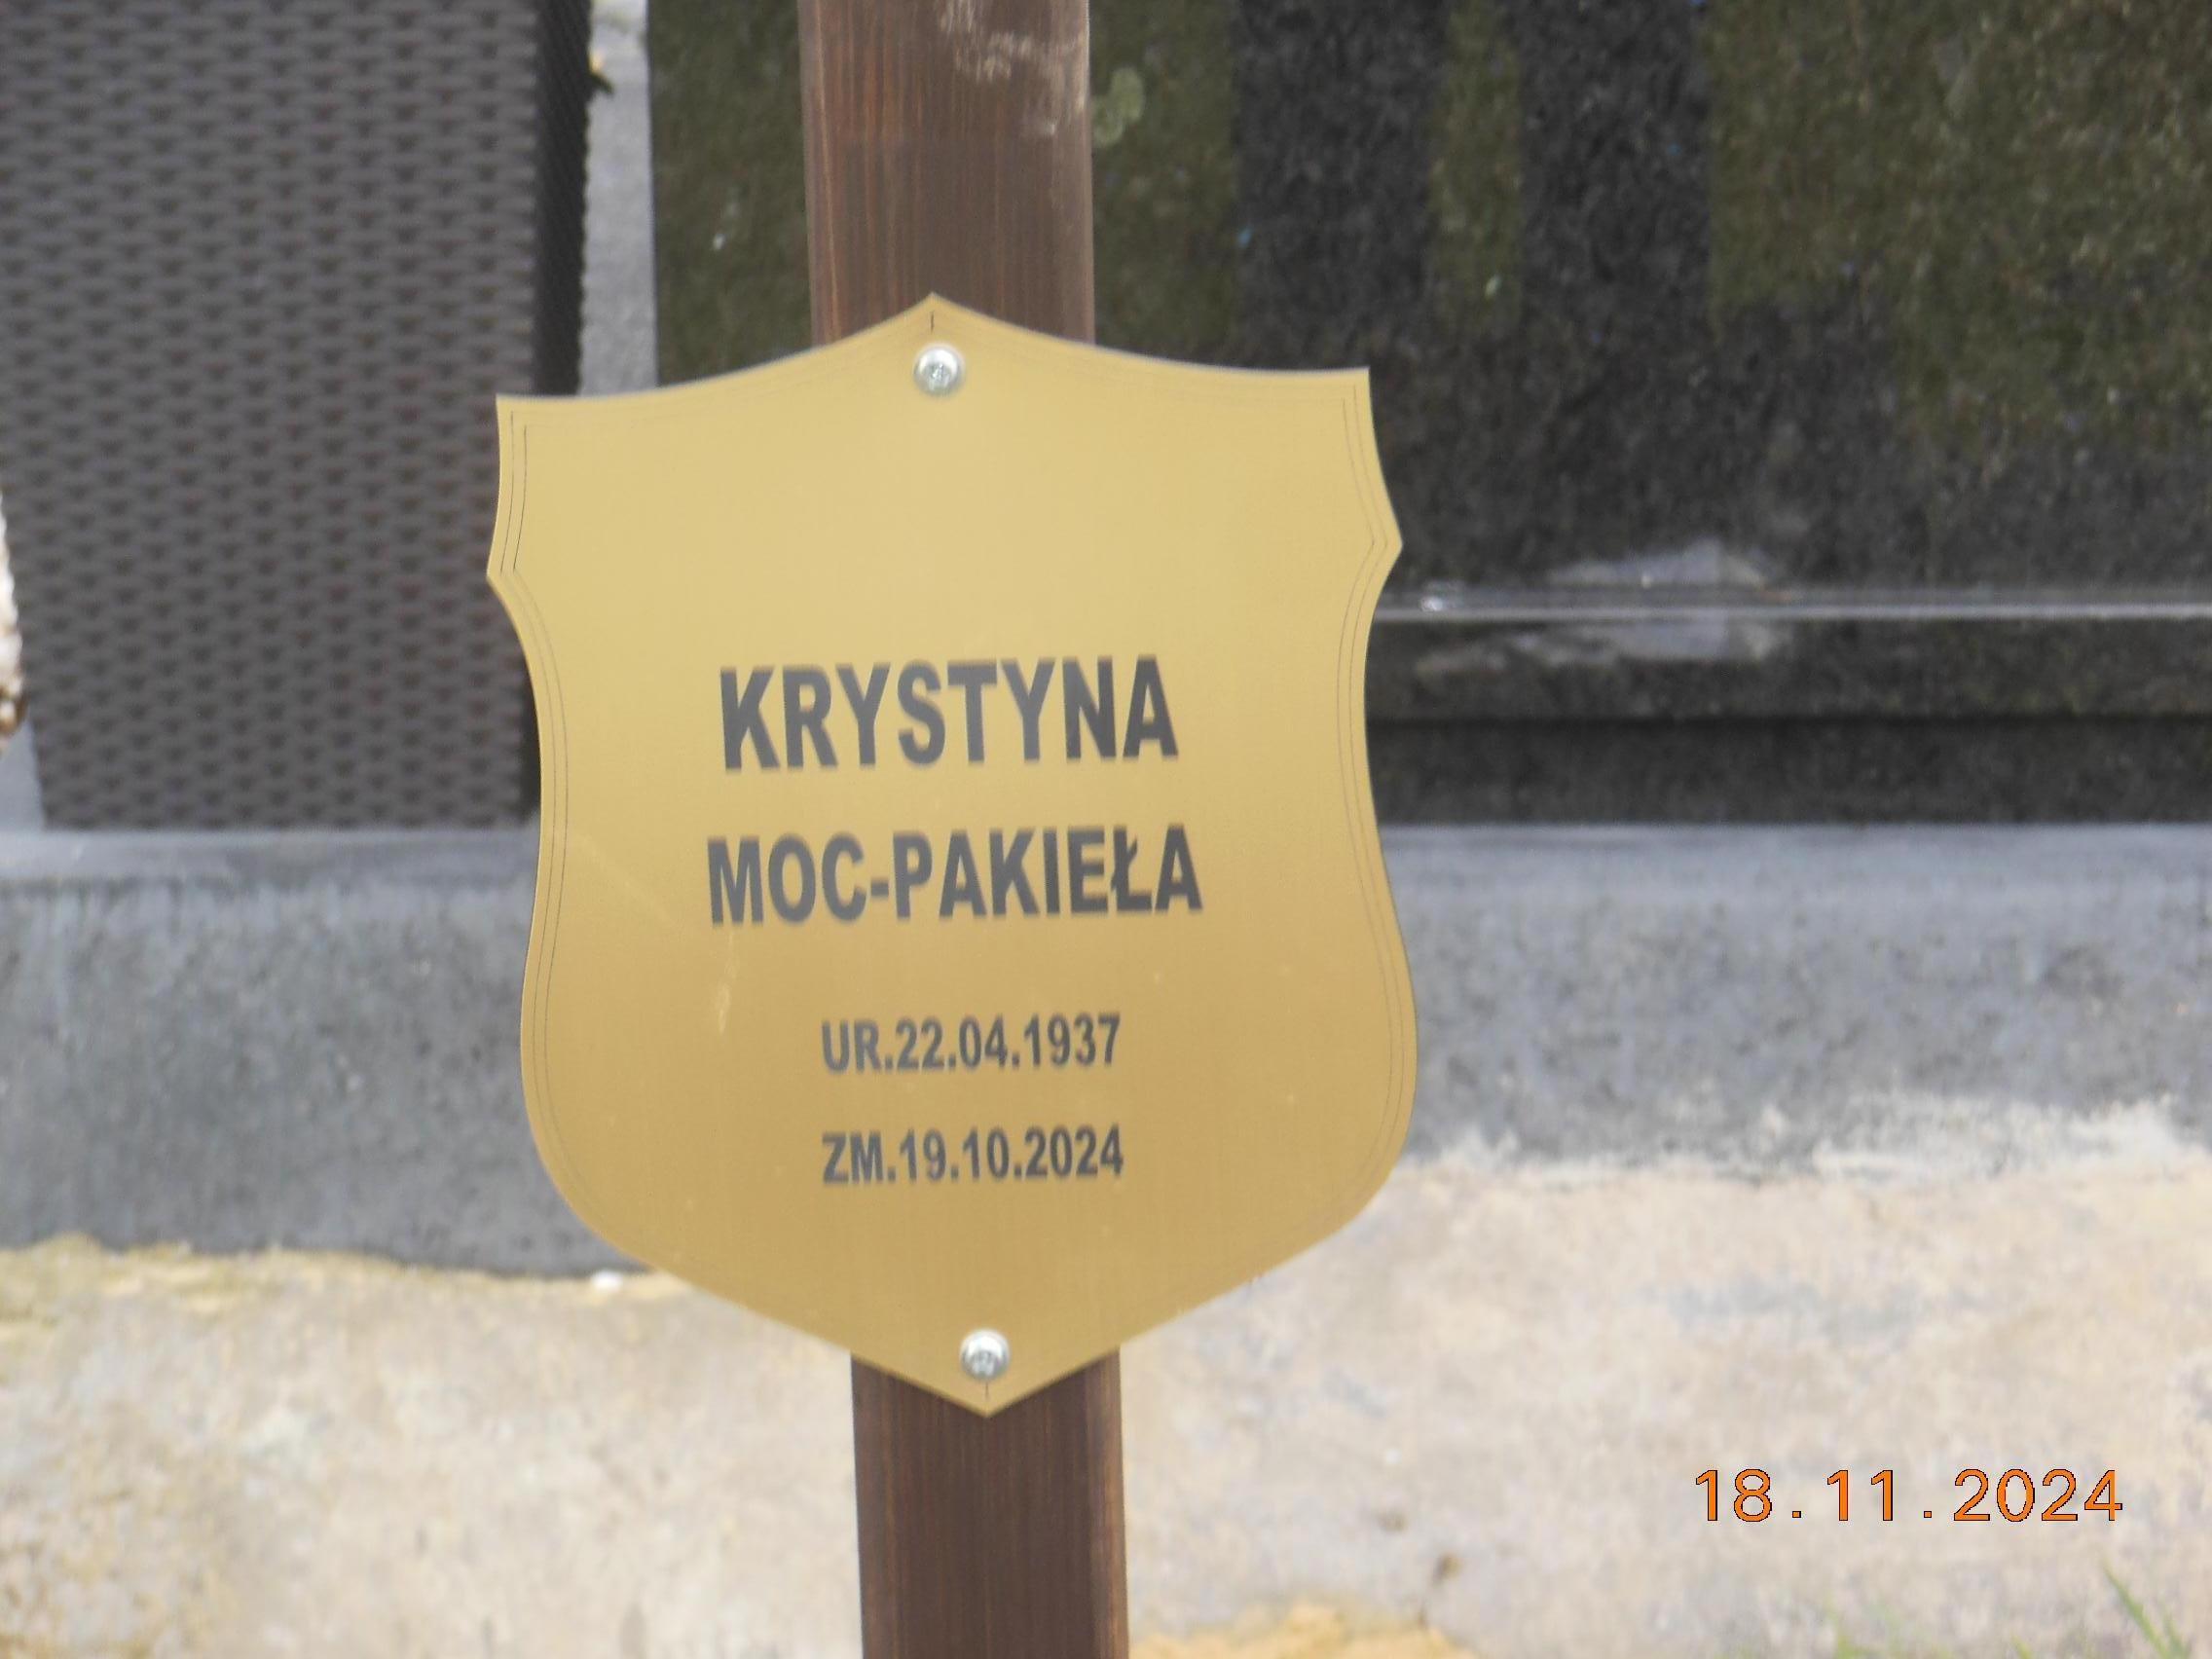 KRYSTYNA
MOC-PAKIEŁA
UR.22.04.1937
ZM.19.10.2024
18.11.2024